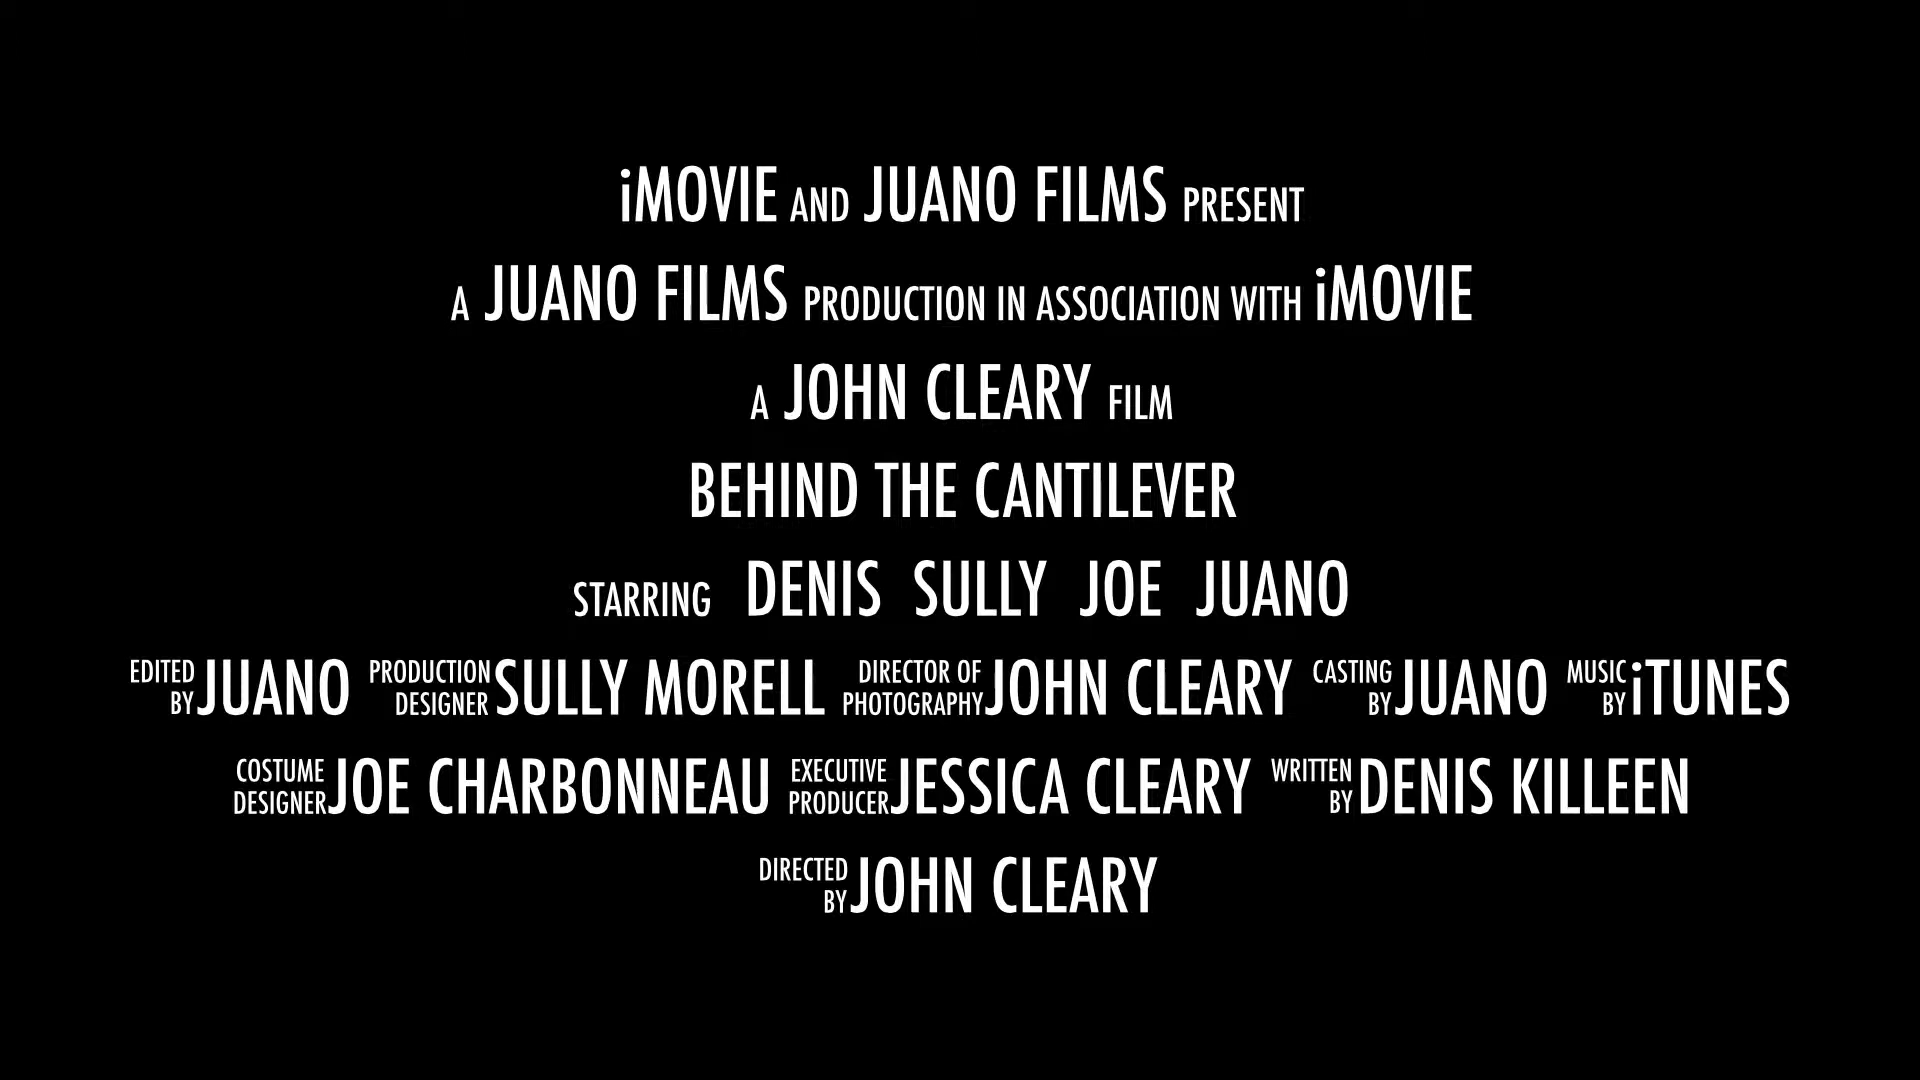 iMOVIE AND JUANO FILMS PRESENT
A JUANO FILMS PRODUCTION IN ASSOCIATION WITH iMOVIE
A JOHN CLEARY FILM
BEHIND THE CANTILEVER
STARRING DENIS SULLY JOE JUANO
EDITED BY JUANO PRODUCTION DESIGNER SULLY MORELL DIRECTOR OF PHOTOGRAPHY JOHN CLEARY CASTING BY JUANO MUSIC BY iTUNES
COSTUME DESIGNER JOE CHARBONNEAU EXECUTIVE PRODUCER JESSICA CLEARY WRITTEN BY DENIS KILLEEN
DIRECTED BY JOHN CLEARY